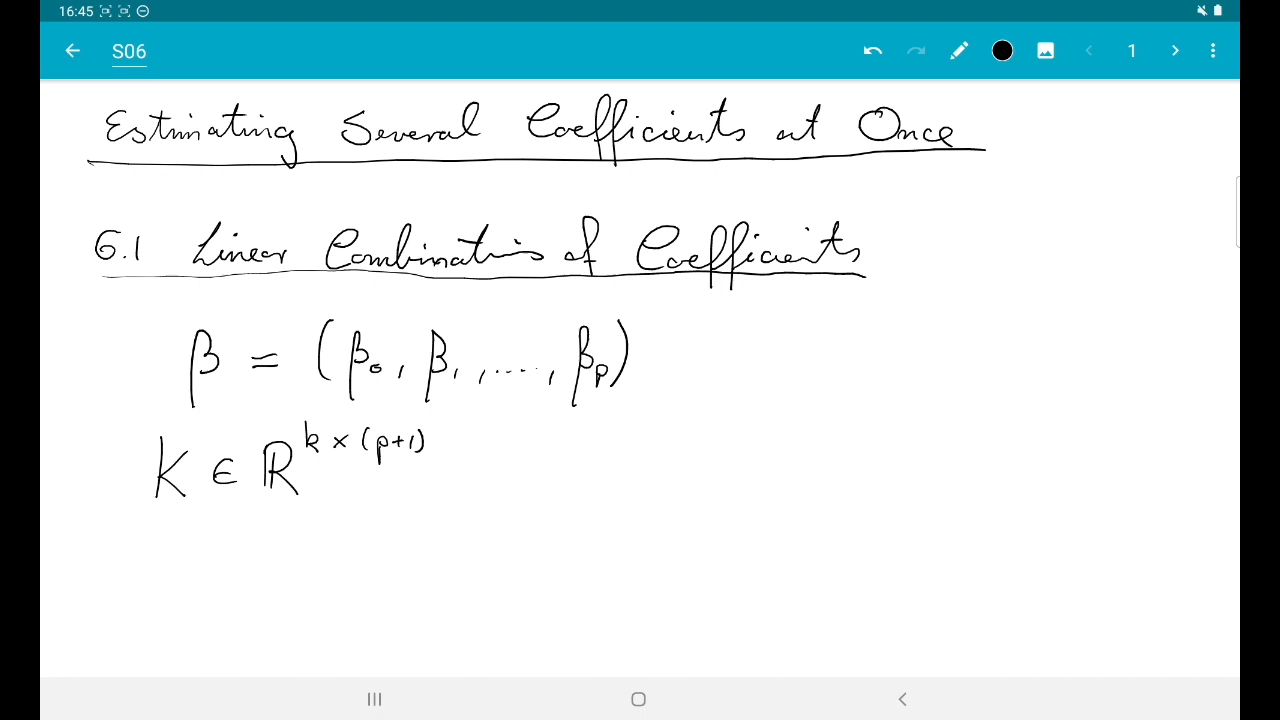 16:45
S06
1
Estimating Several Coefficients at Once
6.1 Linear Combinations of Coefficients
β = (β₀, β₁, ....., βₚ)
K ∈ ℝ^{k × (p+1)}